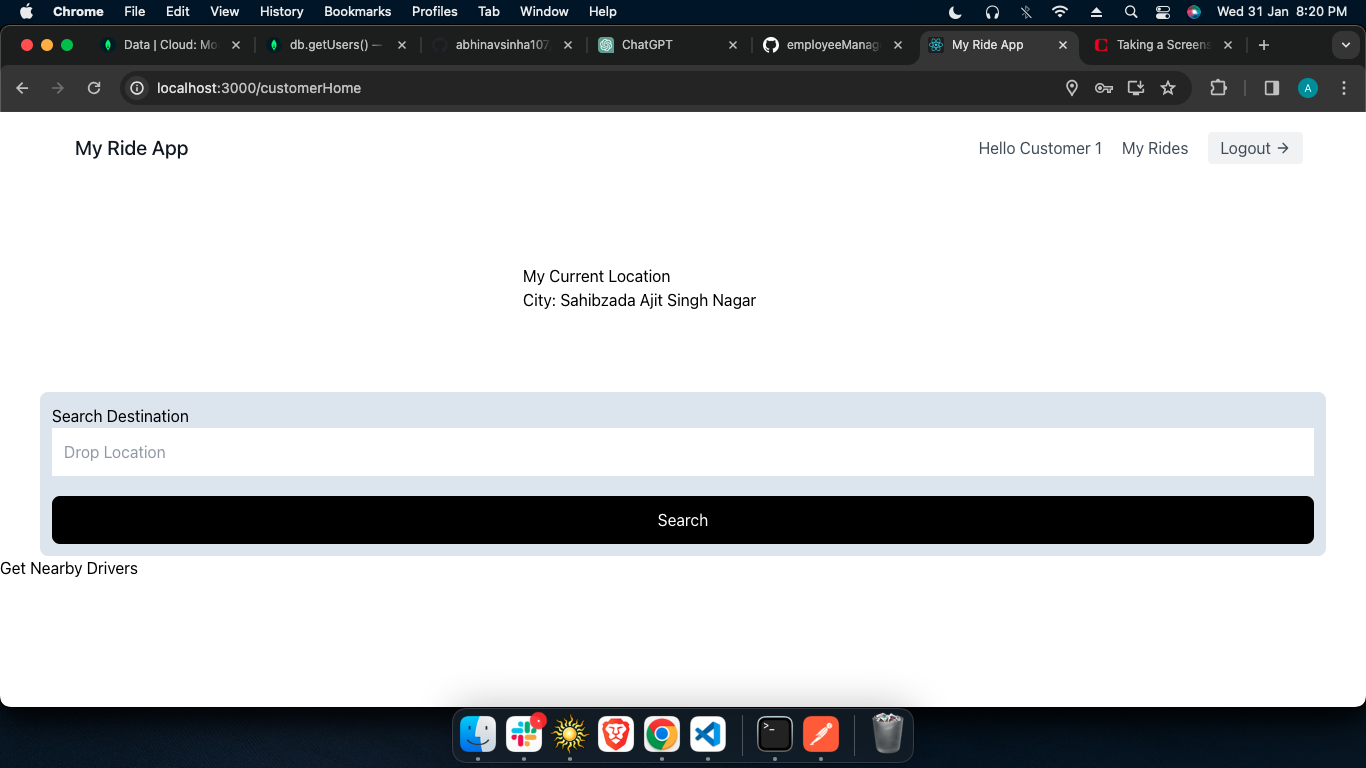 Chrome File Edit View History Bookmarks Profiles Tab Window Help Wed 31 Jan 8:20 PM
Data | Cloud: Mo db.getUsers() — abhinavsinha107 ChatGPT employeeManag My Ride App Taking a Screens
localhost:3000/customerHome A
My Ride App Hello Customer 1 My Rides Logout →
My Current Location
City: Sahibzada Ajit Singh Nagar
Search Destination
Drop Location
Search
Get Nearby Drivers